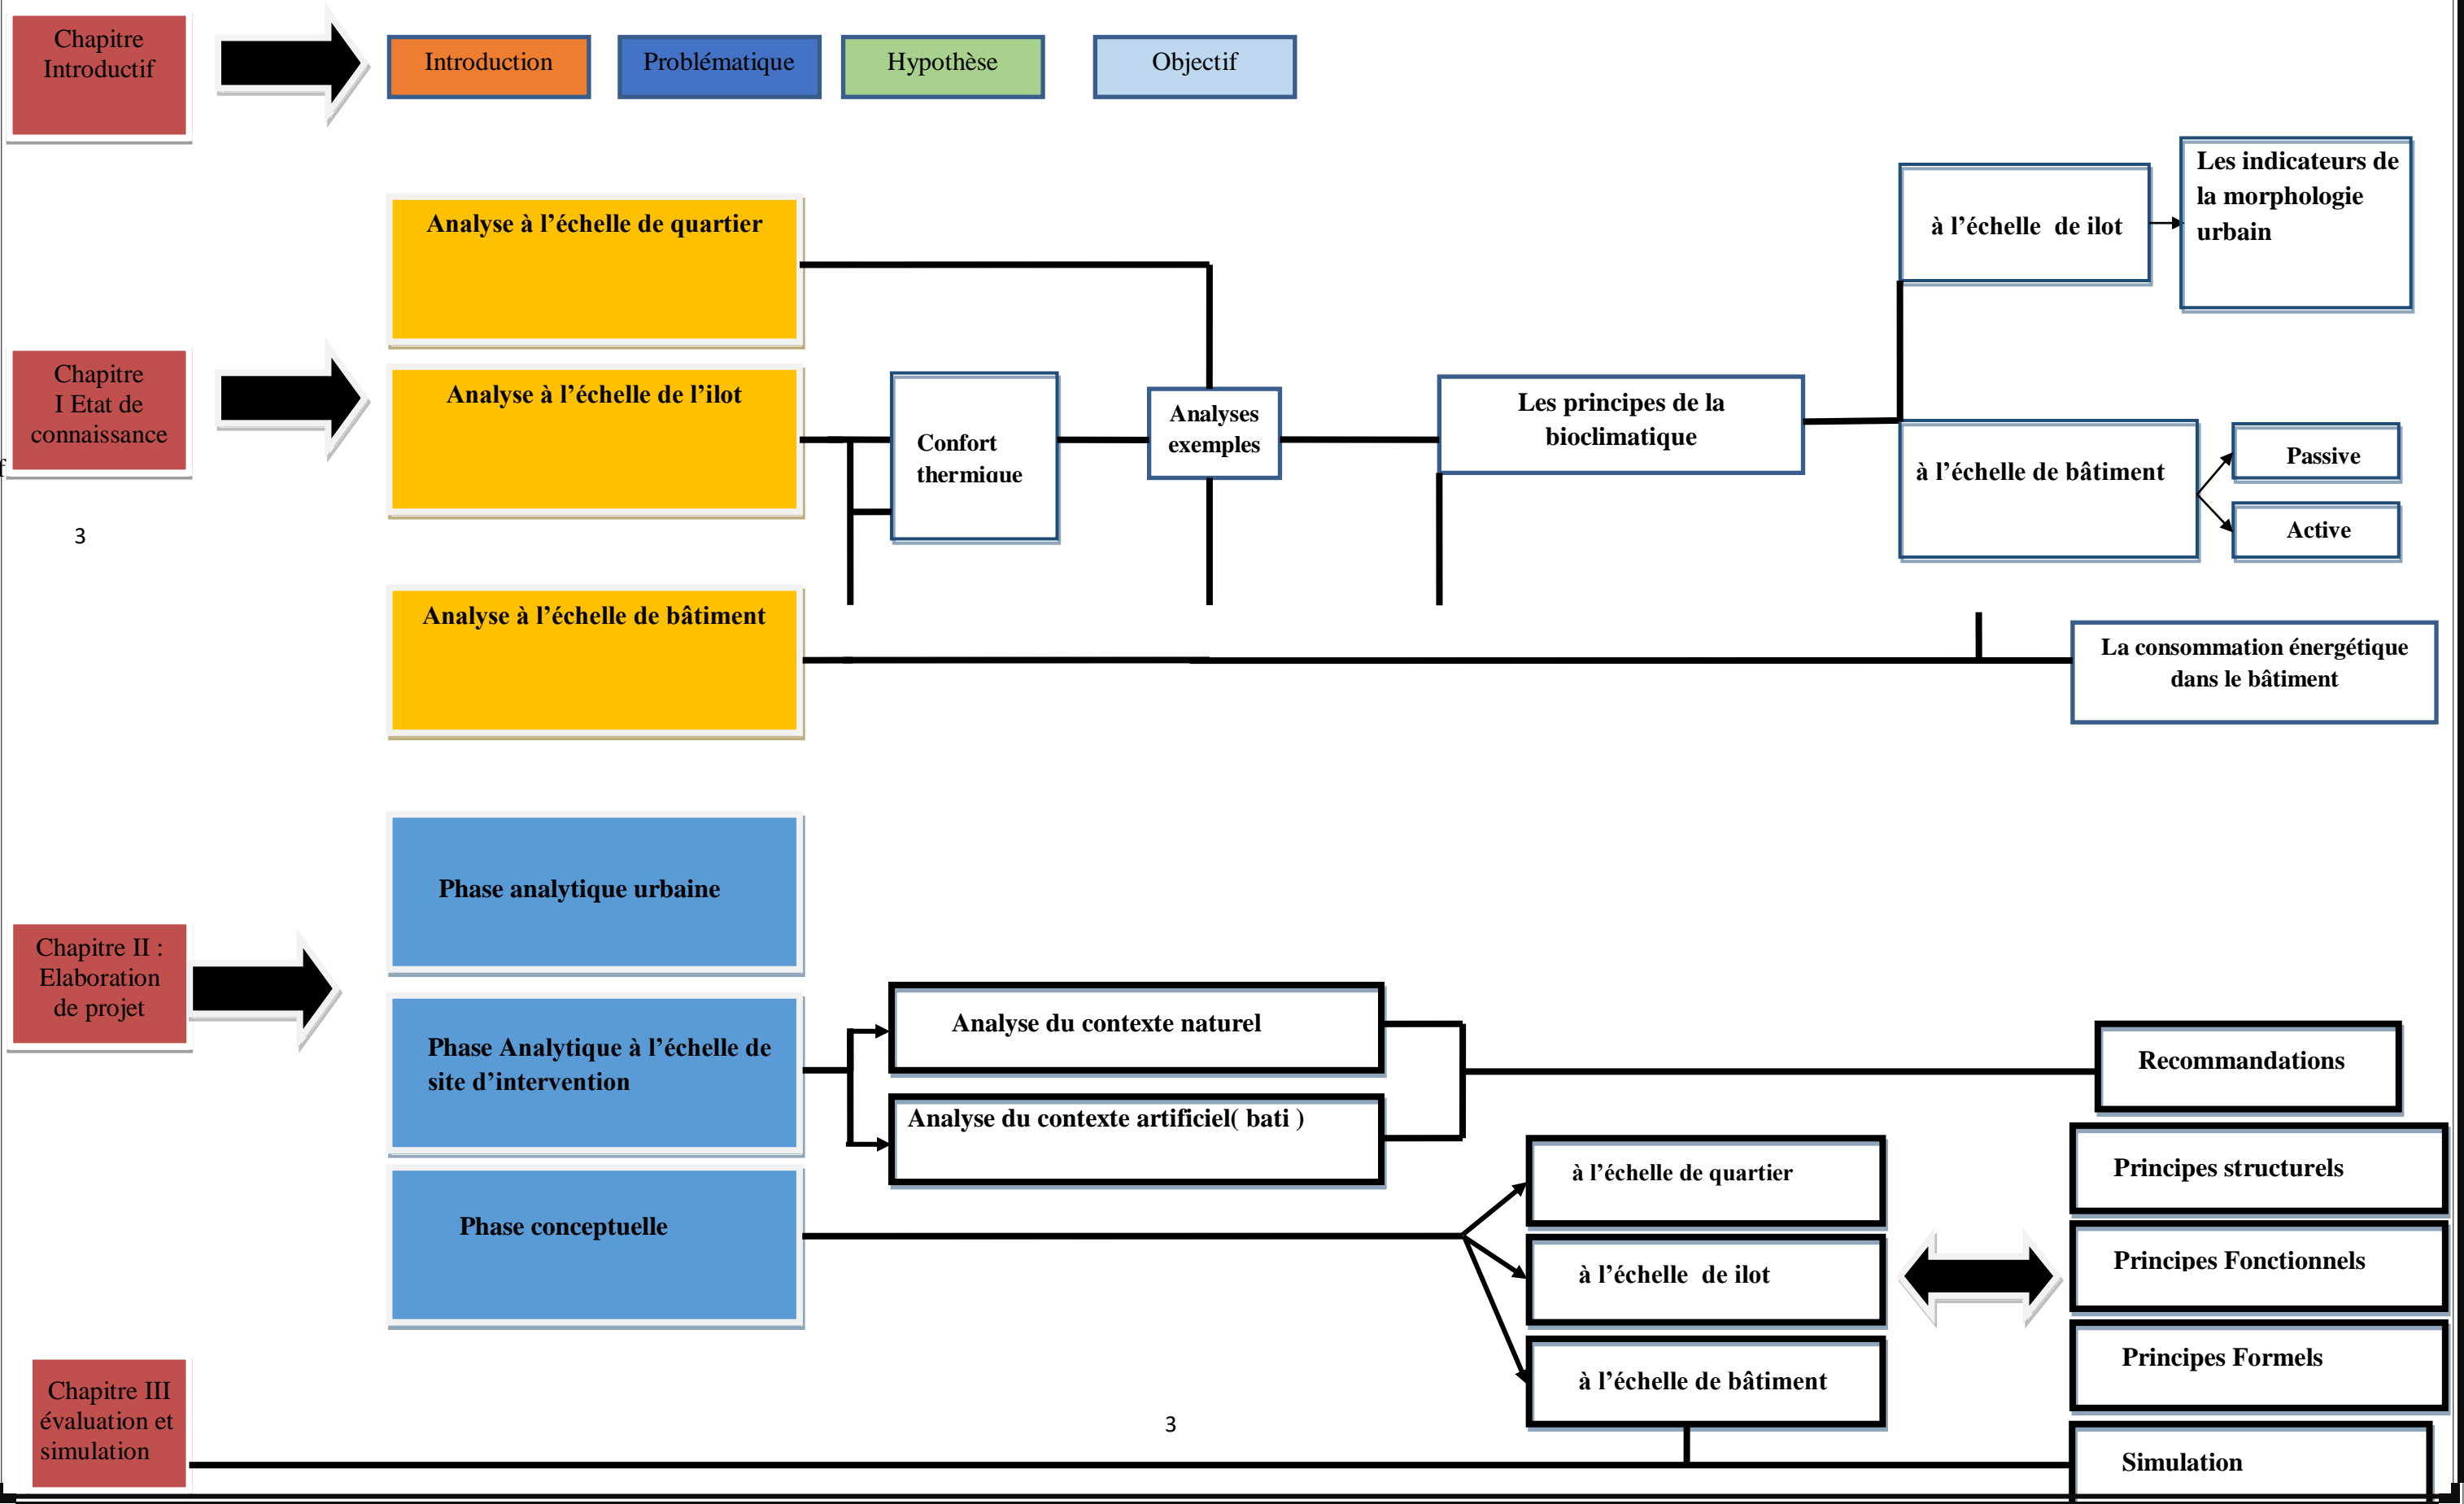 Chapitre
Introductif
Introduction
Problématique
Hypothèse
Objectif
Analyse à l’échelle de quartier
à l’échelle de ilot
Les indicateurs de
la morphologie
urbain
Chapitre
I Etat de
connaissance
Analyse à l’échelle de l’ilot
Confort
thermique
Analyses
exemples
Les principes de la
bioclimatique
à l’échelle de bâtiment
Passive
Active
f
3
Analyse à l’échelle de bâtiment
La consommation énergétique
dans le bâtiment
Phase analytique urbaine
Chapitre II :
Elaboration
de projet
Phase Analytique à l’échelle de
site d’intervention
Analyse du contexte naturel
Analyse du contexte artificiel( bati )
Recommandations
Phase conceptuelle
à l’échelle de quartier
à l’échelle de ilot
à l’échelle de bâtiment
Principes structurels
Principes Fonctionnels
Principes Formels
Chapitre III
évaluation et
simulation
3
Simulation